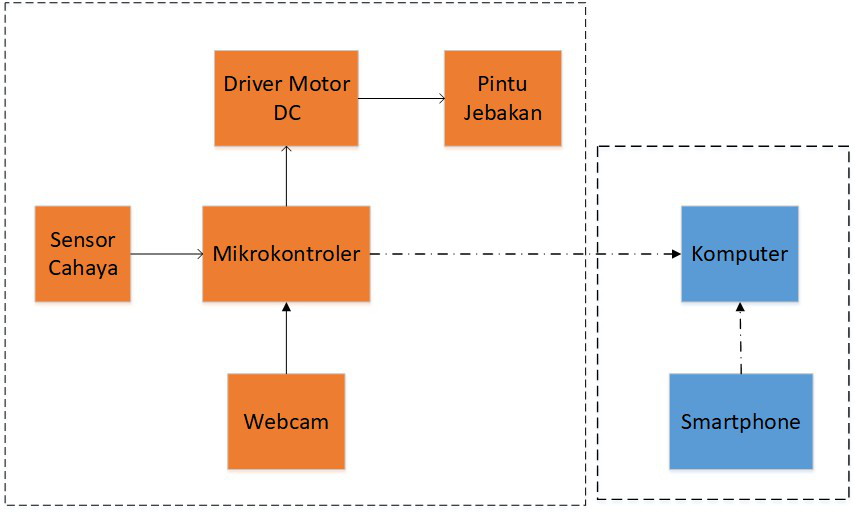 Driver Motor
DC
Pintu
Jebakan
Sensor
Cahaya
Mikrokontroler
Komputer
Webcam
Smartphone